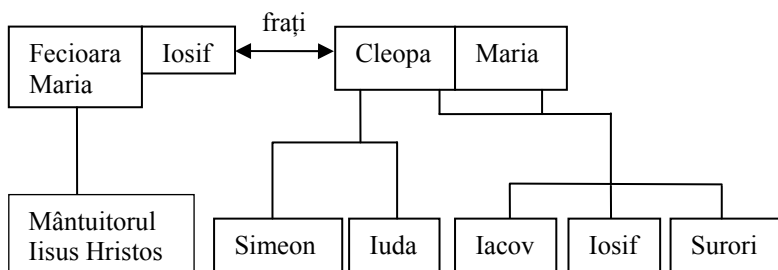 frați
Fecioara
Maria
Iosif
Cleopa
Maria
Mântuitorul
Iisus Hristos
Simeon
Iuda
Iacov
Iosif
Surori